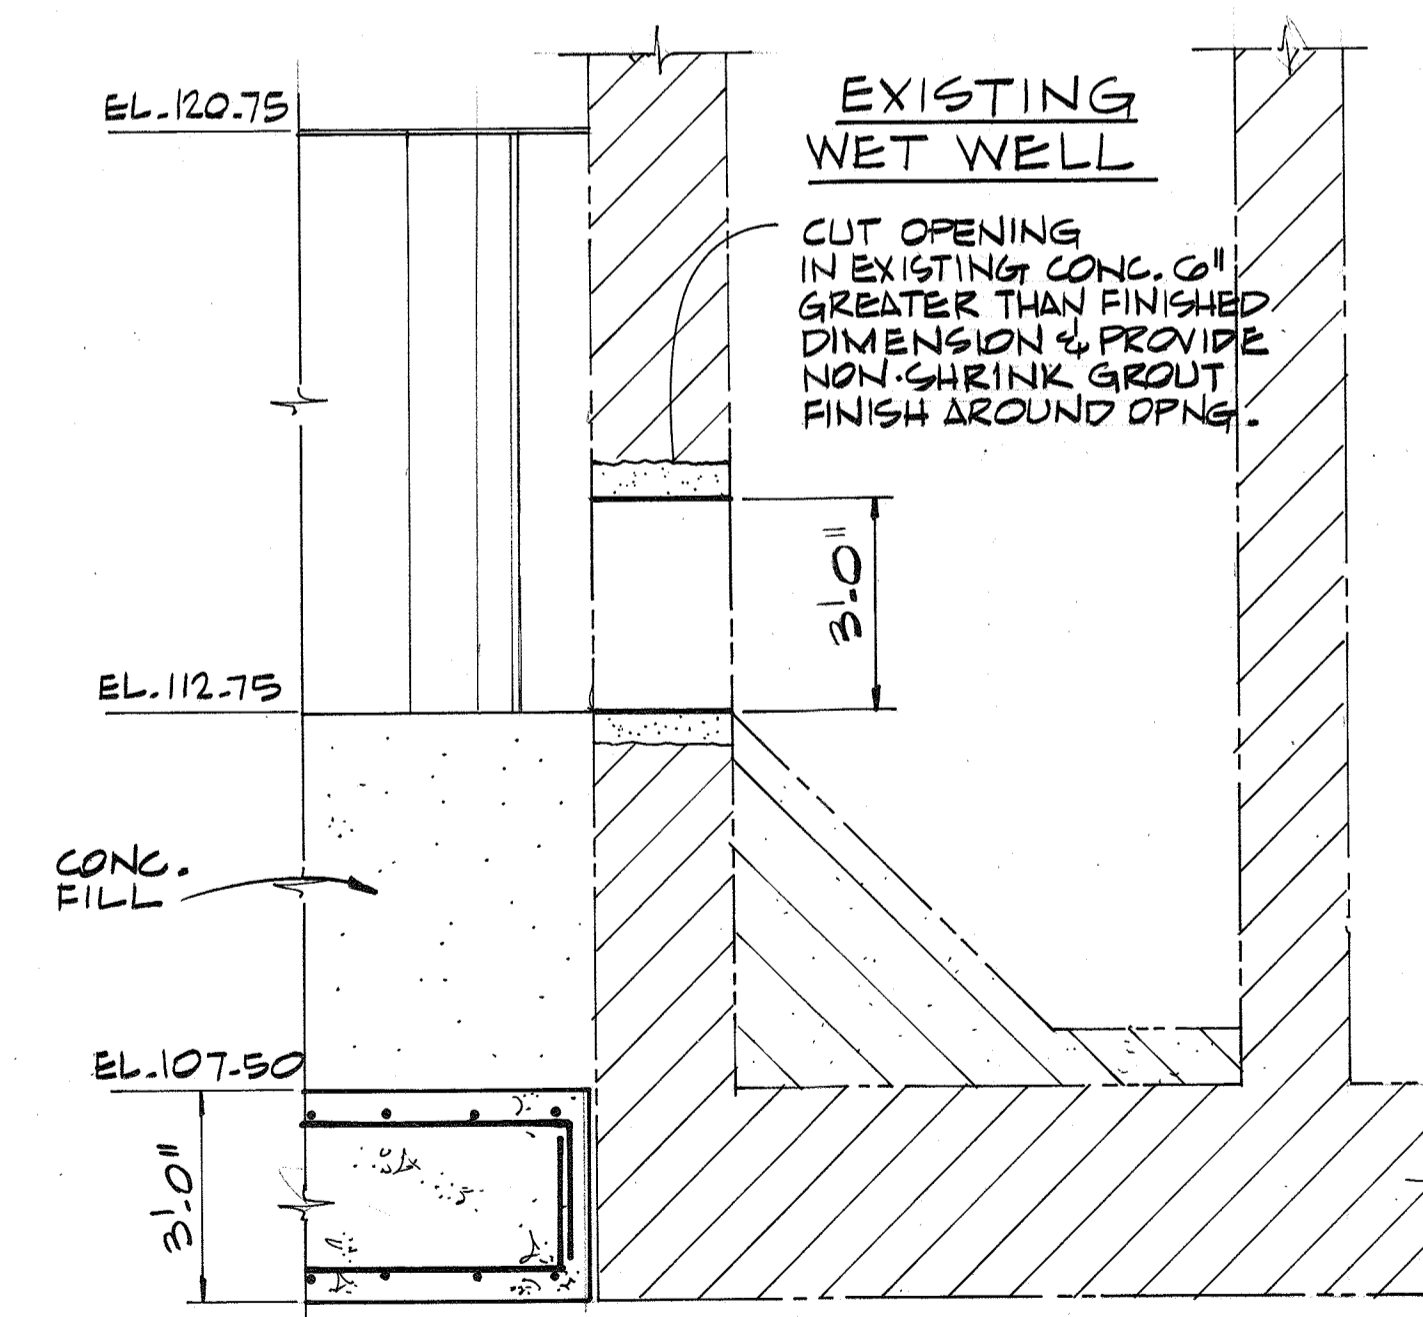 EL. 120.75
EXISTING
WET WELL
CUT OPENING
IN EXISTING CONC. 6"
GREATER THAN FINISHED
DIMENSION & PROVIDE
NON-SHRINK GROUT
FINISH AROUND OPNG.
3'-0"
EL. 112.75
CONC.
FILL
EL. 107.50
3'-0"